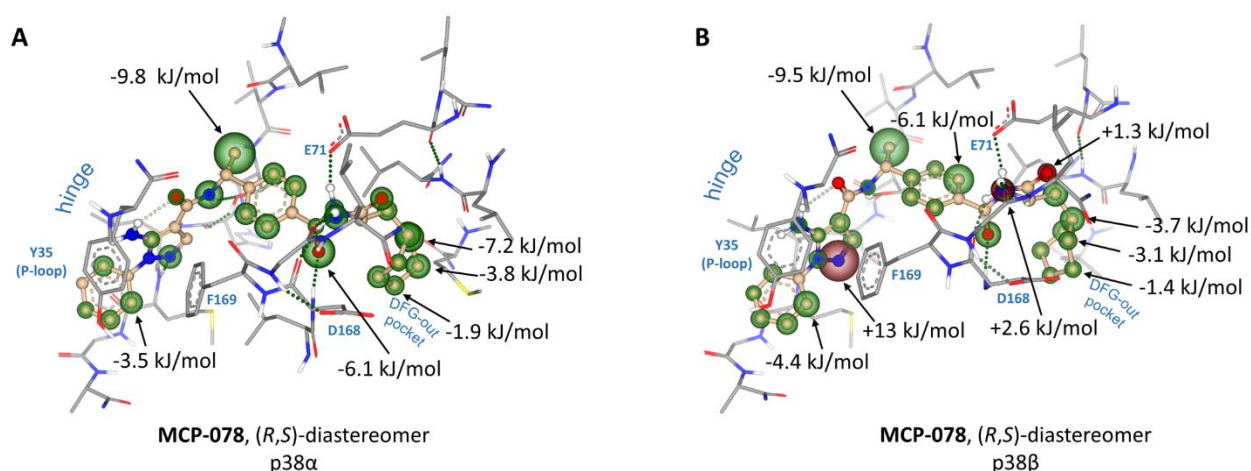 A
-9.8 kJ/mol
E71
hinge
Y35
(P-loop)
F169
D168
DFG-out
pocket
-7.2 kJ/mol
-3.8 kJ/mol
-1.9 kJ/mol
-6.1 kJ/mol
-3.5 kJ/mol
MCP-078, (R,S)-diastereomer
p38α
B
-9.5 kJ/mol
-6.1 kJ/mol
E71
+1.3 kJ/mol
hinge
Y35
(P-loop)
F169
D168
DFG-out
pocket
-3.7 kJ/mol
-3.1 kJ/mol
-1.4 kJ/mol
+2.6 kJ/mol
+13 kJ/mol
-4.4 kJ/mol
MCP-078, (R,S)-diastereomer
p38β